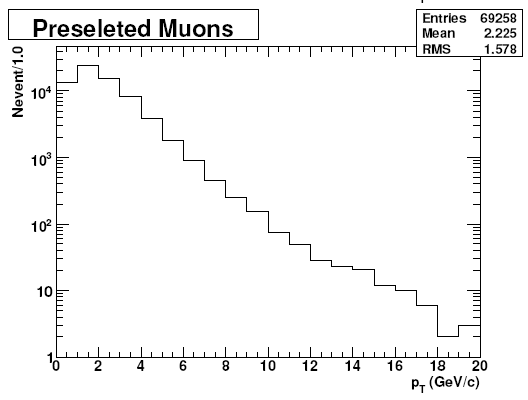 Preseleted Muons
Entries 69258
Mean 2.225
RMS 1.578
Nevent/1.0
10^4
10^3
10^2
10
1
0 2 4 6 8 10 12 14 16 18 20
p_T (GeV/c)